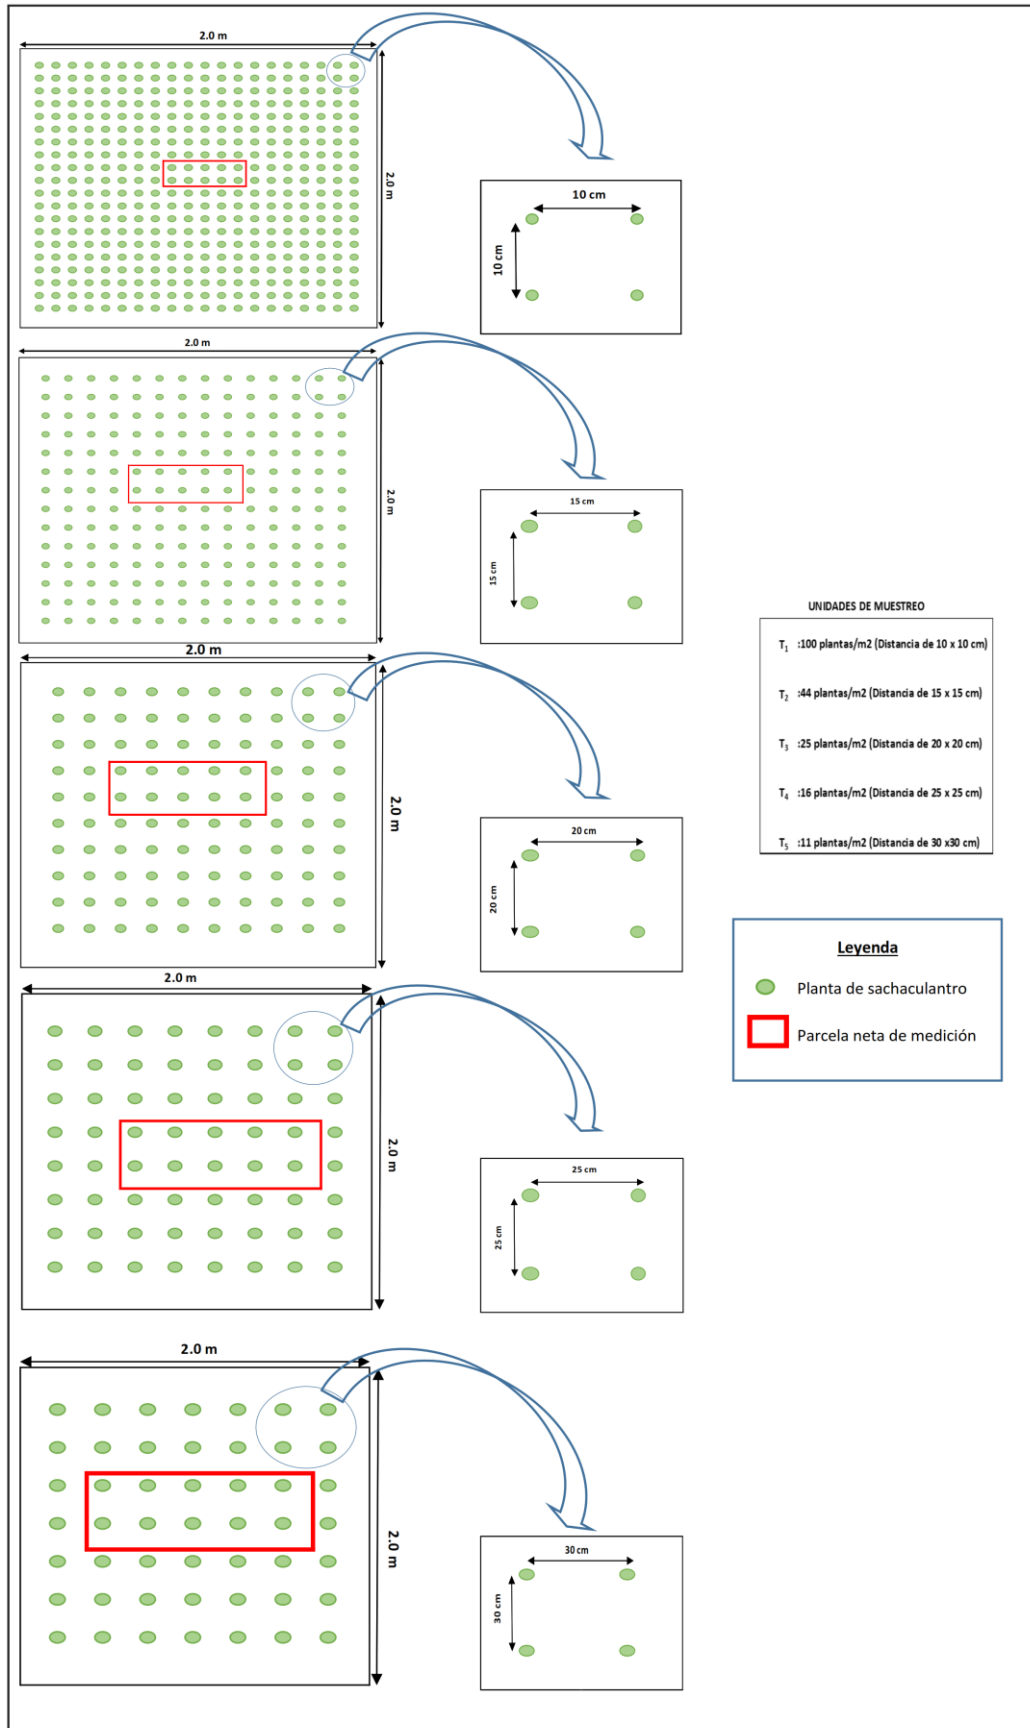 2.0 m
2.0 m
10 cm
10 cm
2.0 m
2.0 m
15 cm
15 cm
UNIDADES DE MUESTREO
T1 :100 plantas/m2 (Distancia de 10 x 10 cm)
T2 :44 plantas/m2 (Distancia de 15 x 15 cm)
T3 :25 plantas/m2 (Distancia de 20 x 20 cm)
T4 :16 plantas/m2 (Distancia de 25 x 25 cm)
T5 :11 plantas/m2 (Distancia de 30 x30 cm)
2.0 m
2.0 m
20 cm
20 cm
Leyenda
Planta de sachaculantro
Parcela neta de medición
2.0 m
2.0 m
25 cm
25 cm
2.0 m
2.0 m
30 cm
30 cm